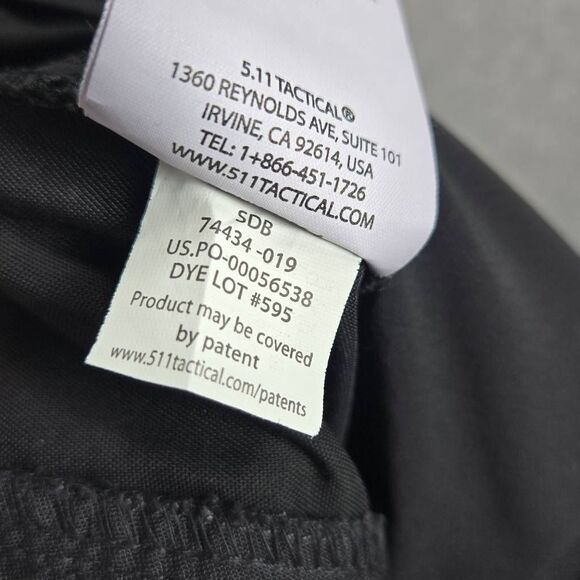 5.11 TACTICAL®
1360 REYNOLDS AVE, SUITE 101
IRVINE, CA 92614, USA
TEL: 1+866-451-1726
WWW.511TACTICAL.COM
SDB
74434-019
US.PO-00056538
DYE LOT #595
Product may be covered
by patent
www.511tactical.com/patents